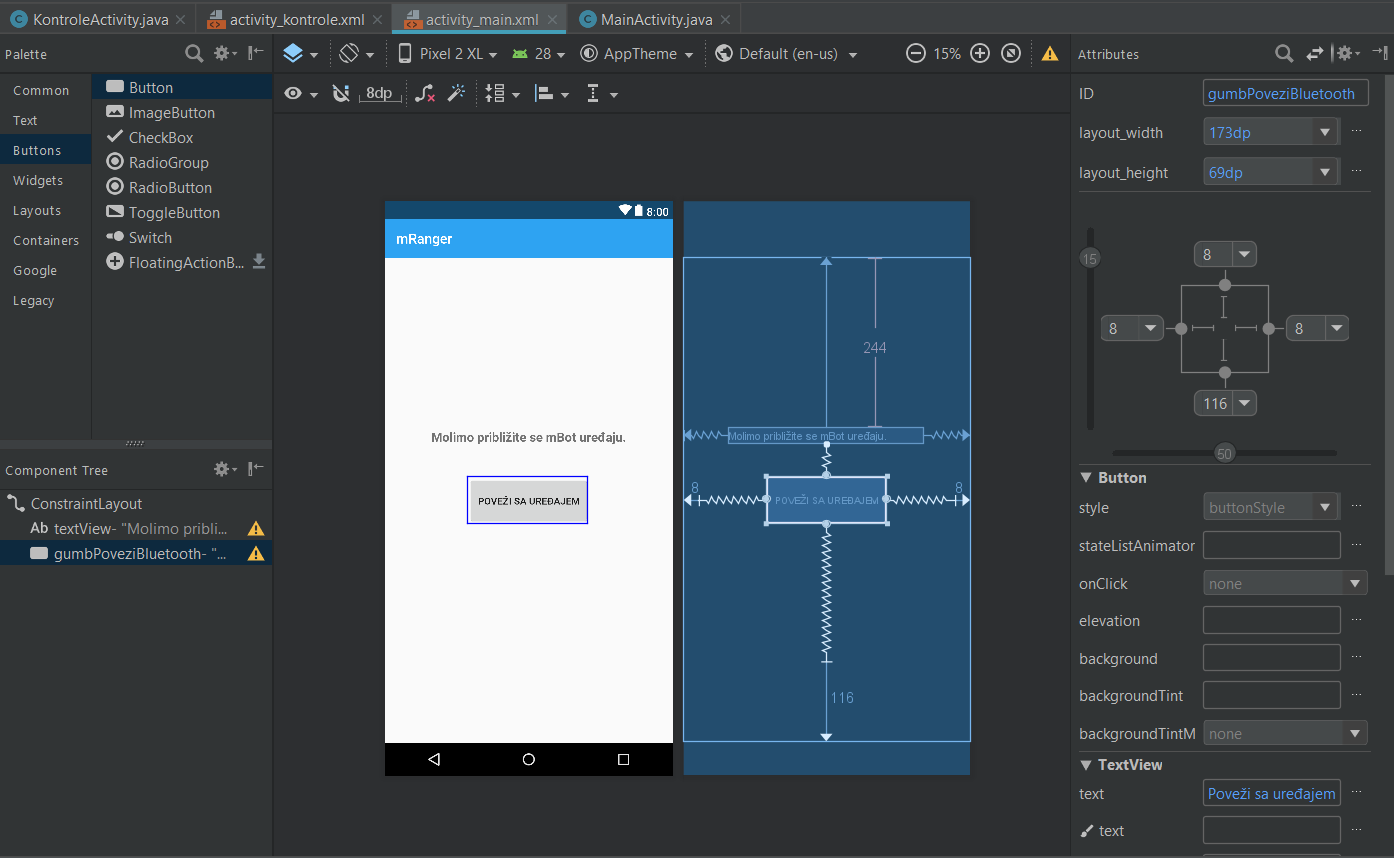 KontroleActivity.java
activity_kontrole.xml
activity_main.xml
MainActivity.java
Palette
Pixel 2 XL
28
AppTheme
Default (en-us)
15%
Attributes
Common
Text
Buttons
Widgets
Layouts
Containers
Google
Legacy
Button
ImageButton
CheckBox
RadioGroup
RadioButton
ToggleButton
Switch
FloatingActionB...
8dp
8:00
mRanger
Molimo približite se mBot uređaju.
POVEŽI SA UREĐAJEM
244
Molimo približite se mBot uređaju.
8
8
POVEŽI SA UREĐAJEM
116
Component Tree
ConstraintLayout
Ab textView- "Molimo pribli...
gumbPoveziBluetooth- "...
ID gumbPoveziBluetooth
layout_width 173dp
layout_height 69dp
15
8
8
8
116
50
Button
style buttonStyle
stateListAnimator
onClick none
elevation
background
backgroundTint
backgroundTintM none
TextView
text Poveži sa uređajem
text